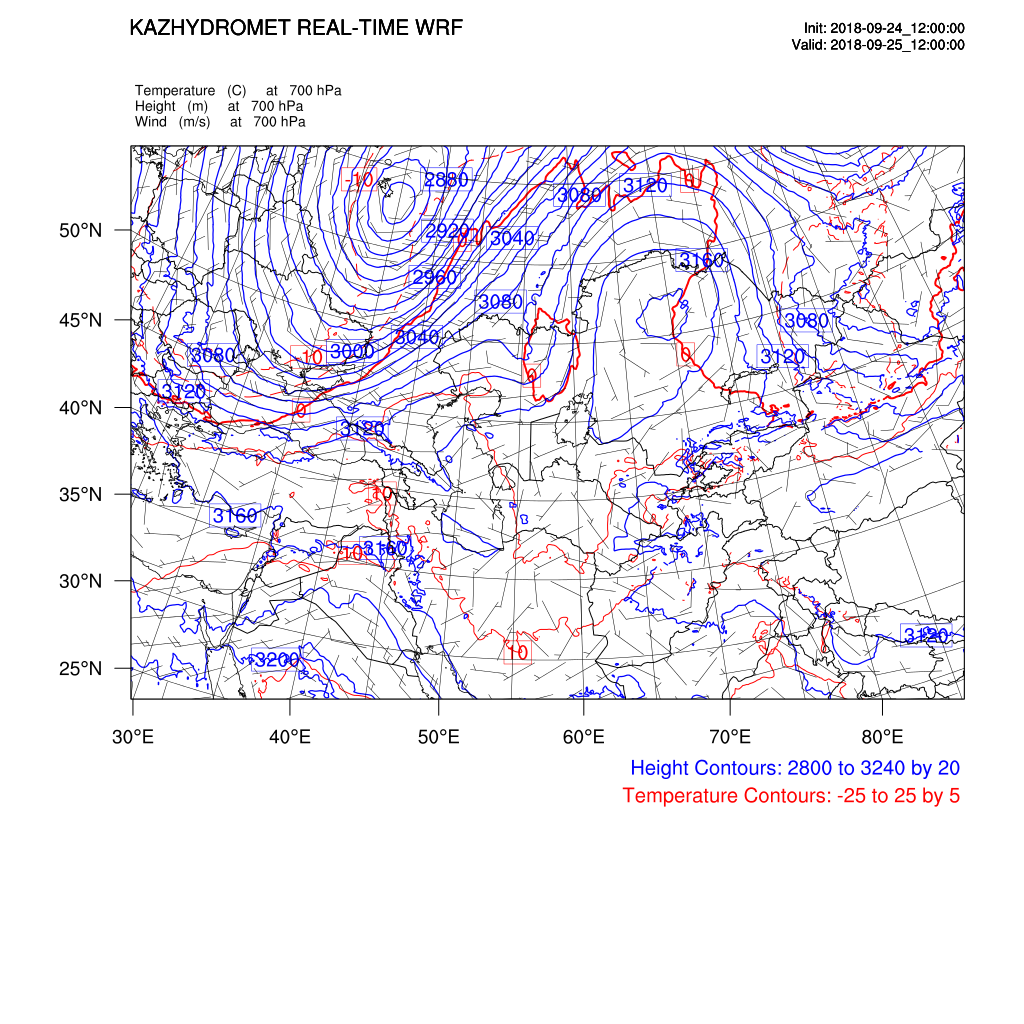 KAZHYDROMET REAL-TIME WRF
Init: 2018-09-24_12:00:00
Valid: 2018-09-25_12:00:00
Temperature (C) at 700 hPa
Height (m) at 700 hPa
Wind (m/s) at 700 hPa
-10 2880 3080 3120 0
50°N 2920 3040
3160
2960
3080
45°N 3080
3040
3080 -10 3000 0 3120
0
3120
40°N 0
3120
35°N 10
3160
10 3160
30°N
3120
25°N 3200 10
30°E 40°E 50°E 60°E 70°E 80°E
Height Contours: 2800 to 3240 by 20
Temperature Contours: -25 to 25 by 5